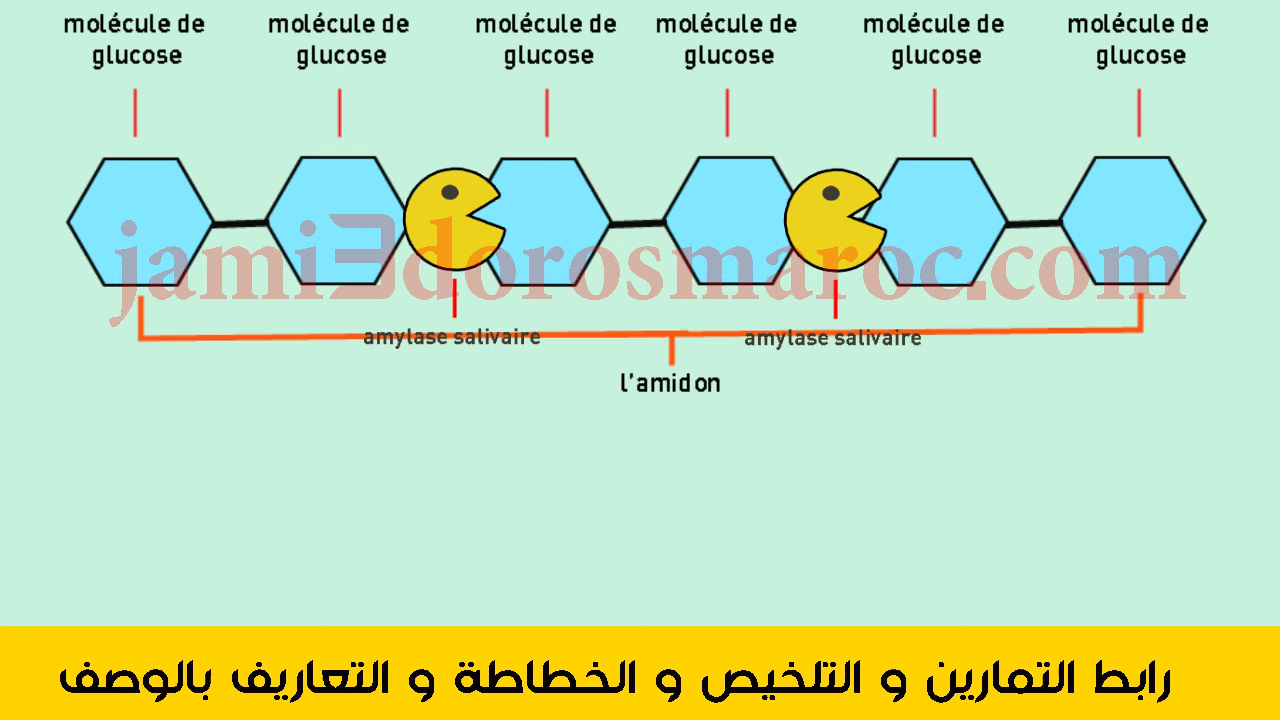 molécule de
glucose
molécule de
glucose
molécule de
glucose
molécule de
glucose
molécule de
glucose
molécule de
glucose
jami3dorosmaroc.com
amylase salivaire
amylase salivaire
l'amidon
رابط التمارين و التلخيص و الخطاطة و التعاريف بالوصف